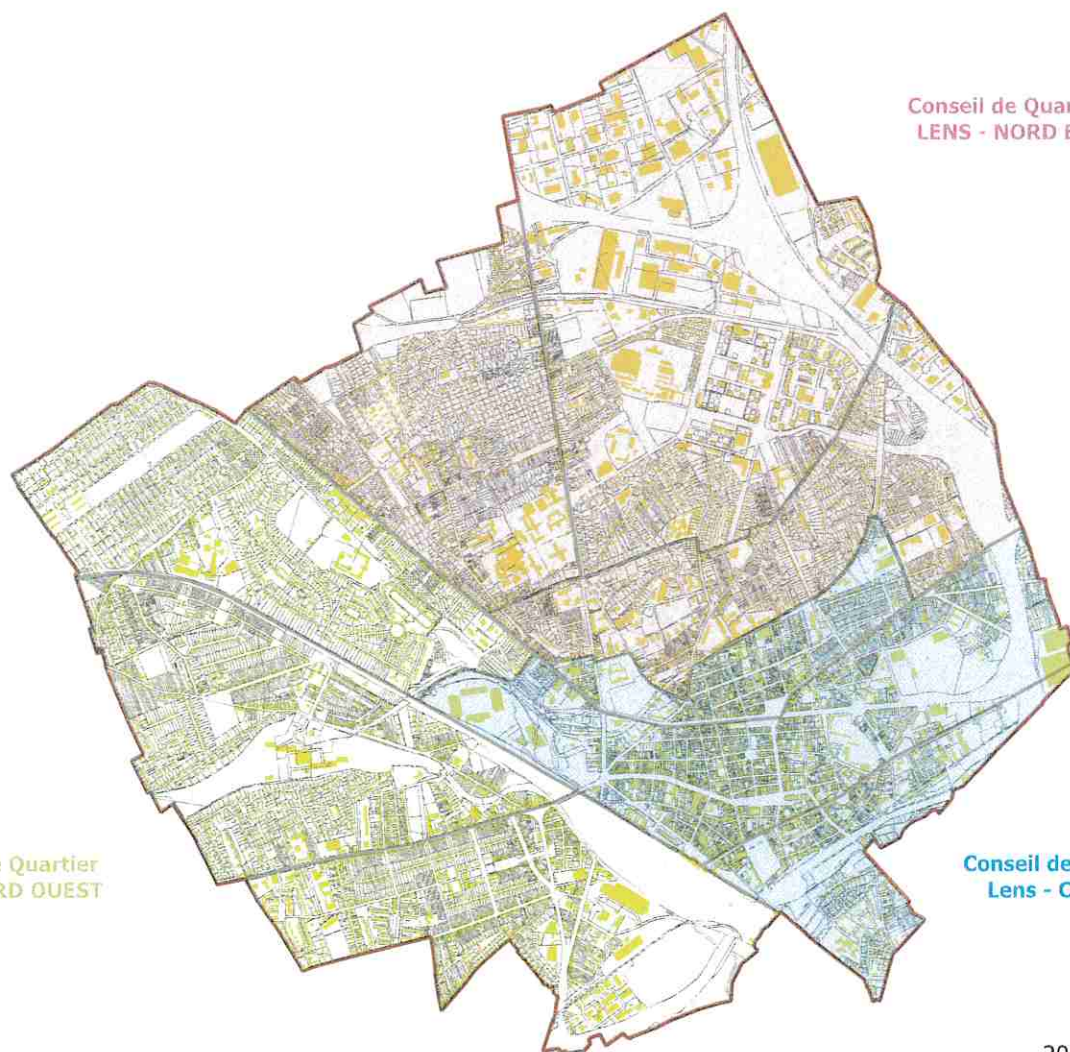 Conseil de Quar
LENS - NORD E
Quartier
RD OUEST
Conseil de
Lens - C
20